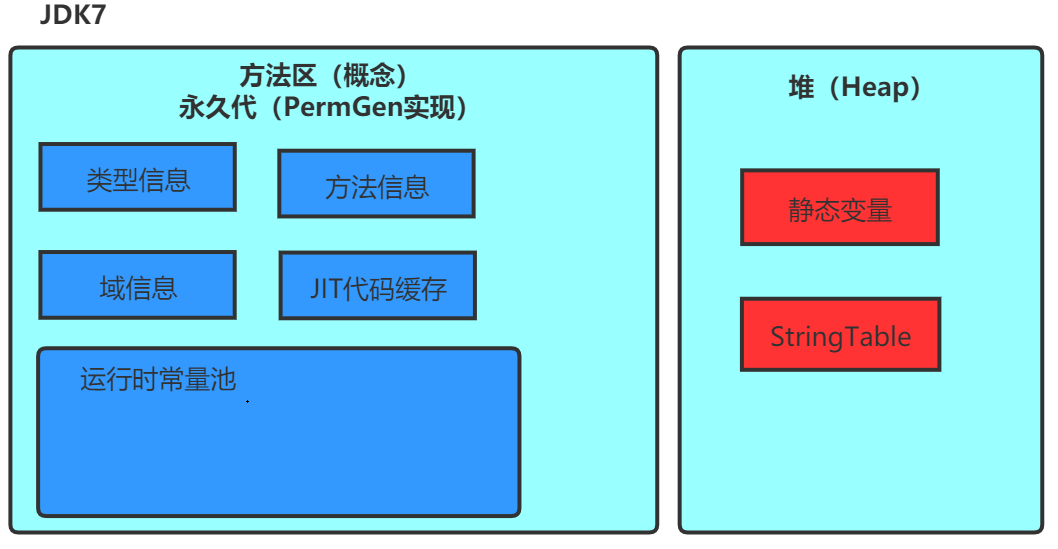 JDK7
方法区（概念）
永久代（PermGen实现）
类型信息
方法信息
域信息
JIT代码缓存
运行时常量池
堆（Heap）
静态变量
StringTable